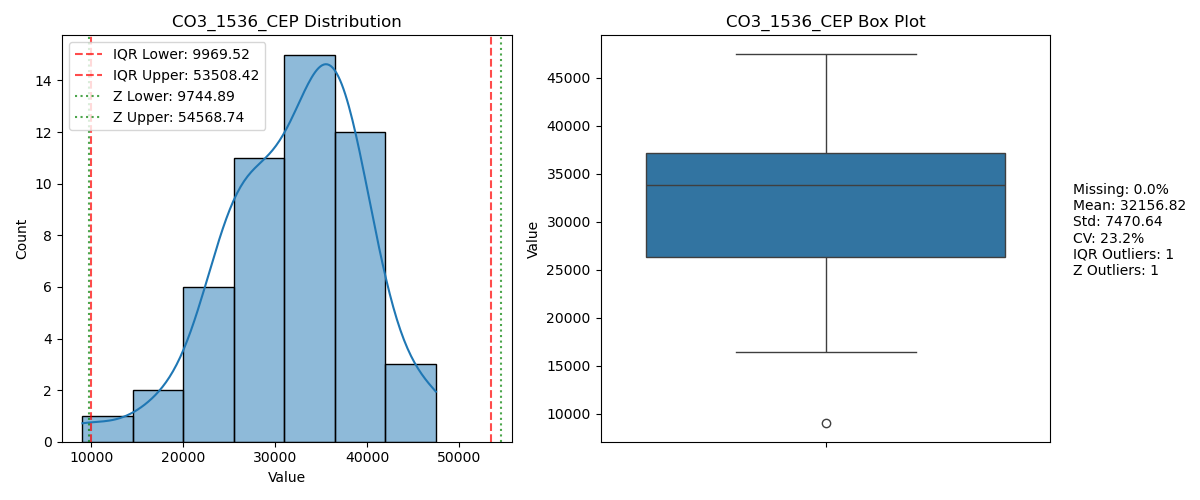 CO3_1536_CEP Distribution
IQR Lower: 9969.52
IQR Upper: 53508.42
Z Lower: 9744.89
Z Upper: 54568.74
14
12
10
8
6
4
2
0
Count
10000 20000 30000 40000 50000
Value
CO3_1536_CEP Box Plot
45000
40000
35000
30000
25000
20000
15000
10000
Value
Missing: 0.0%
Mean: 32156.82
Std: 7470.64
CV: 23.2%
IQR Outliers: 1
Z Outliers: 1